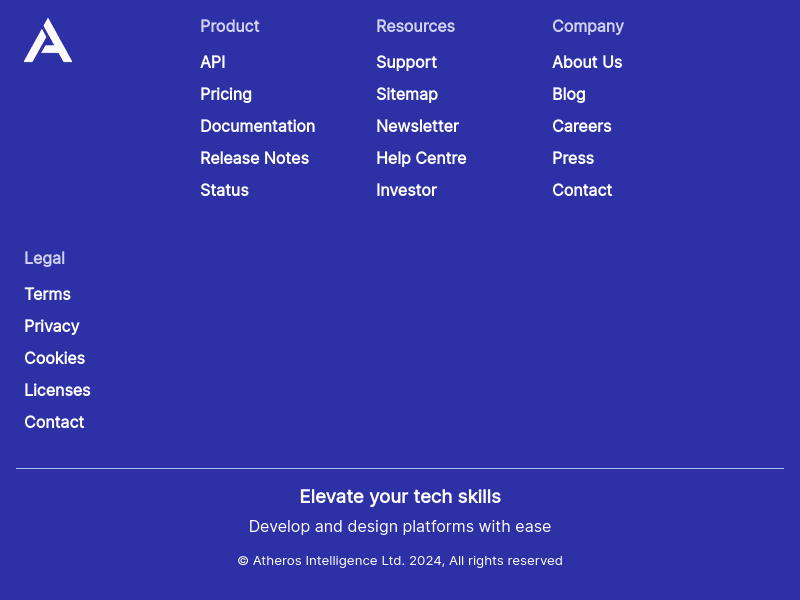 Product
API
Pricing
Documentation
Release Notes
Status
Resources
Support
Sitemap
Newsletter
Help Centre
Investor
Company
About Us
Blog
Careers
Press
Contact
Legal
Terms
Privacy
Cookies
Licenses
Contact
Elevate your tech skills
Develop and design platforms with ease
© Atheros Intelligence Ltd. 2024, All rights reserved